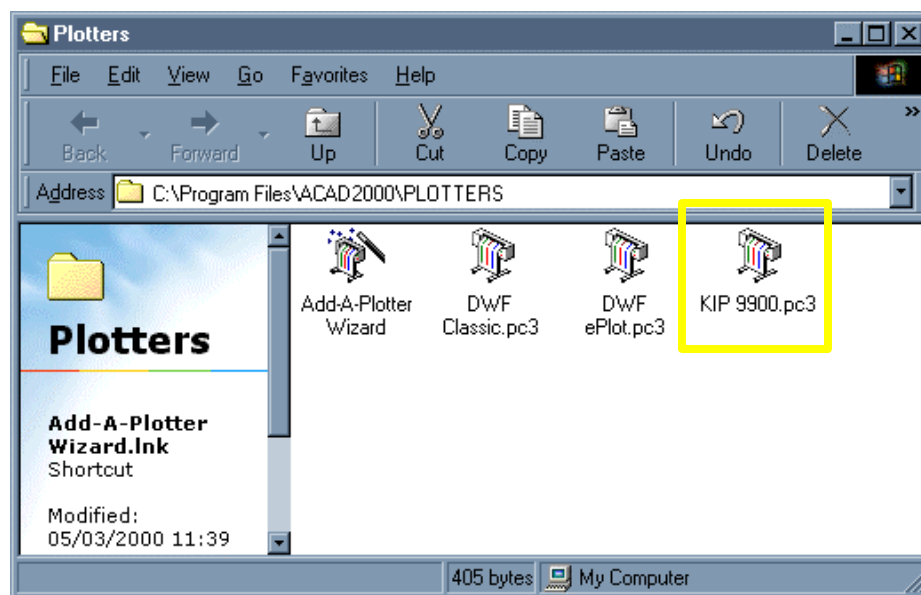 Plotters
File Edit View Go Favorites Help
Back Forward Up Cut Copy Paste Undo Delete »
Address C:\Program Files\ACAD2000\PLOTTERS
Plotters
Add-A-Plotter
Wizard.lnk
Shortcut
Modified:
05/03/2000 11:39
Add-A-Plotter
Wizard
DWF
Classic.pc3
DWF
ePlot.pc3
KIP 9900.pc3
405 bytes My Computer